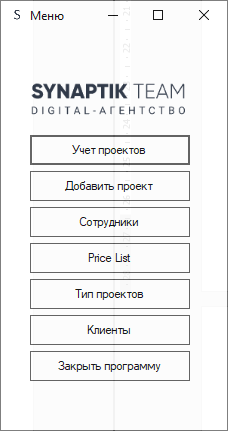 S Меню
SYNAPTIK TEAM
DIGITAL-АГЕНТСТВО
Учет проектов
Добавить проект
Сотрудники
Price List
Тип проектов
Клиенты
Закрыть программу